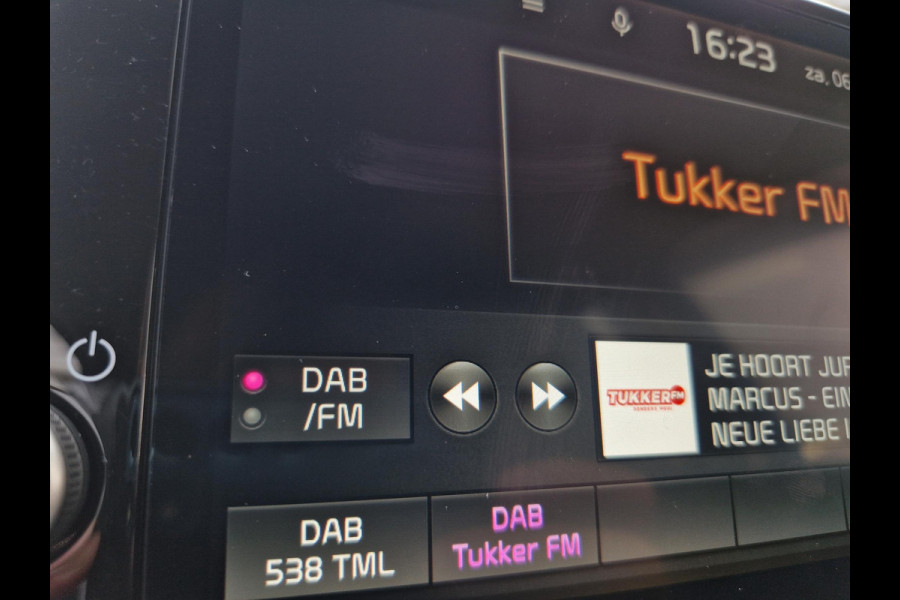 16:23
za. 06
Tukker FM
DAB
/FM
TUKKER FM
JE HOORT JUR
MARCUS - EIN
NEUE LIEBE I
DAB
538 TML
DAB
Tukker FM